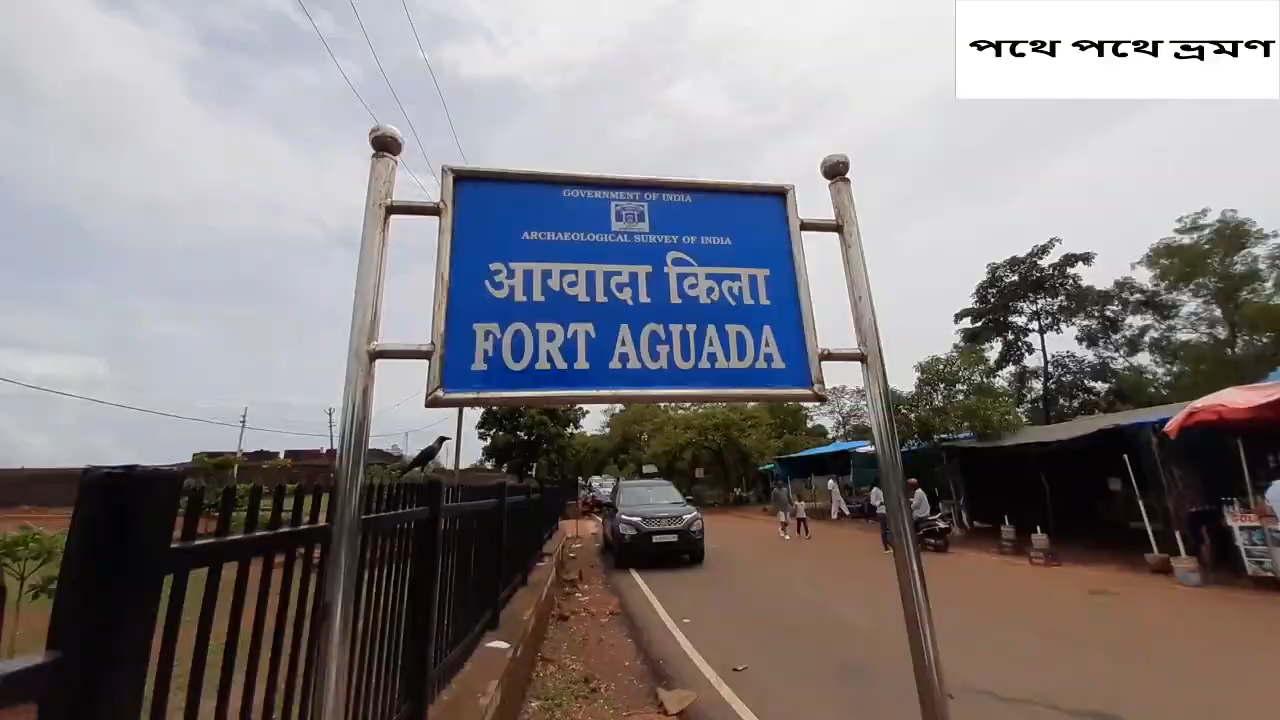 পথে পথে ভ্রমণ
GOVERNMENT OF INDIA
ARCHAEOLOGICAL SURVEY OF INDIA
आग्वादा किला
FORT AGUADA